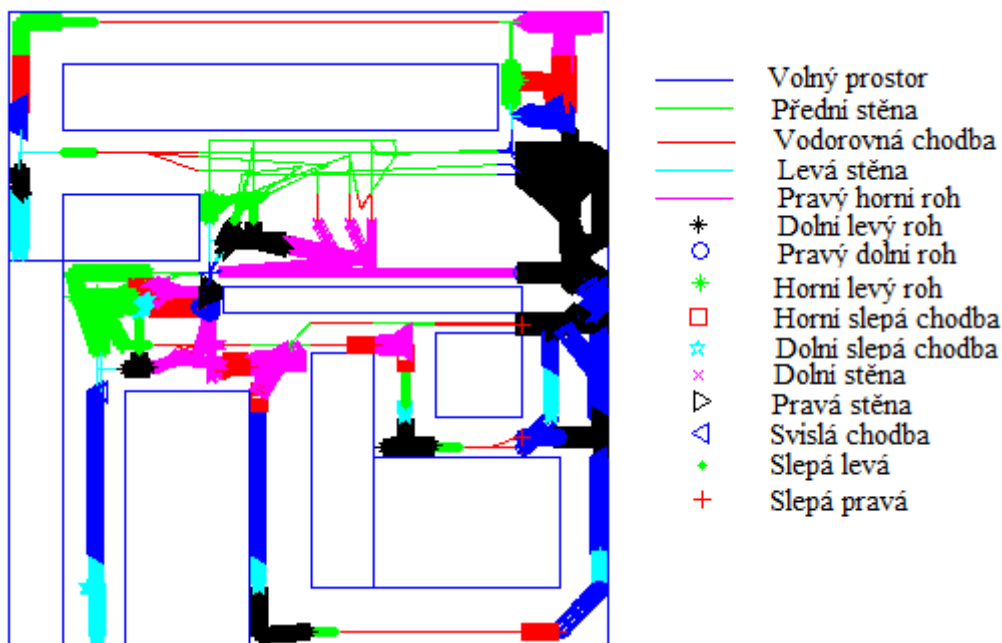 Volný prostor
Přední stěna
Vodorovná chodba
Levá stěna
Pravý horní roh
Dolní levý roh
Pravý dolní roh
Horní levý roh
Horní slepá chodba
Dolní slepá chodba
Dolní stěna
Pravá stěna
Svislá chodba
Slepá levá
Slepá pravá